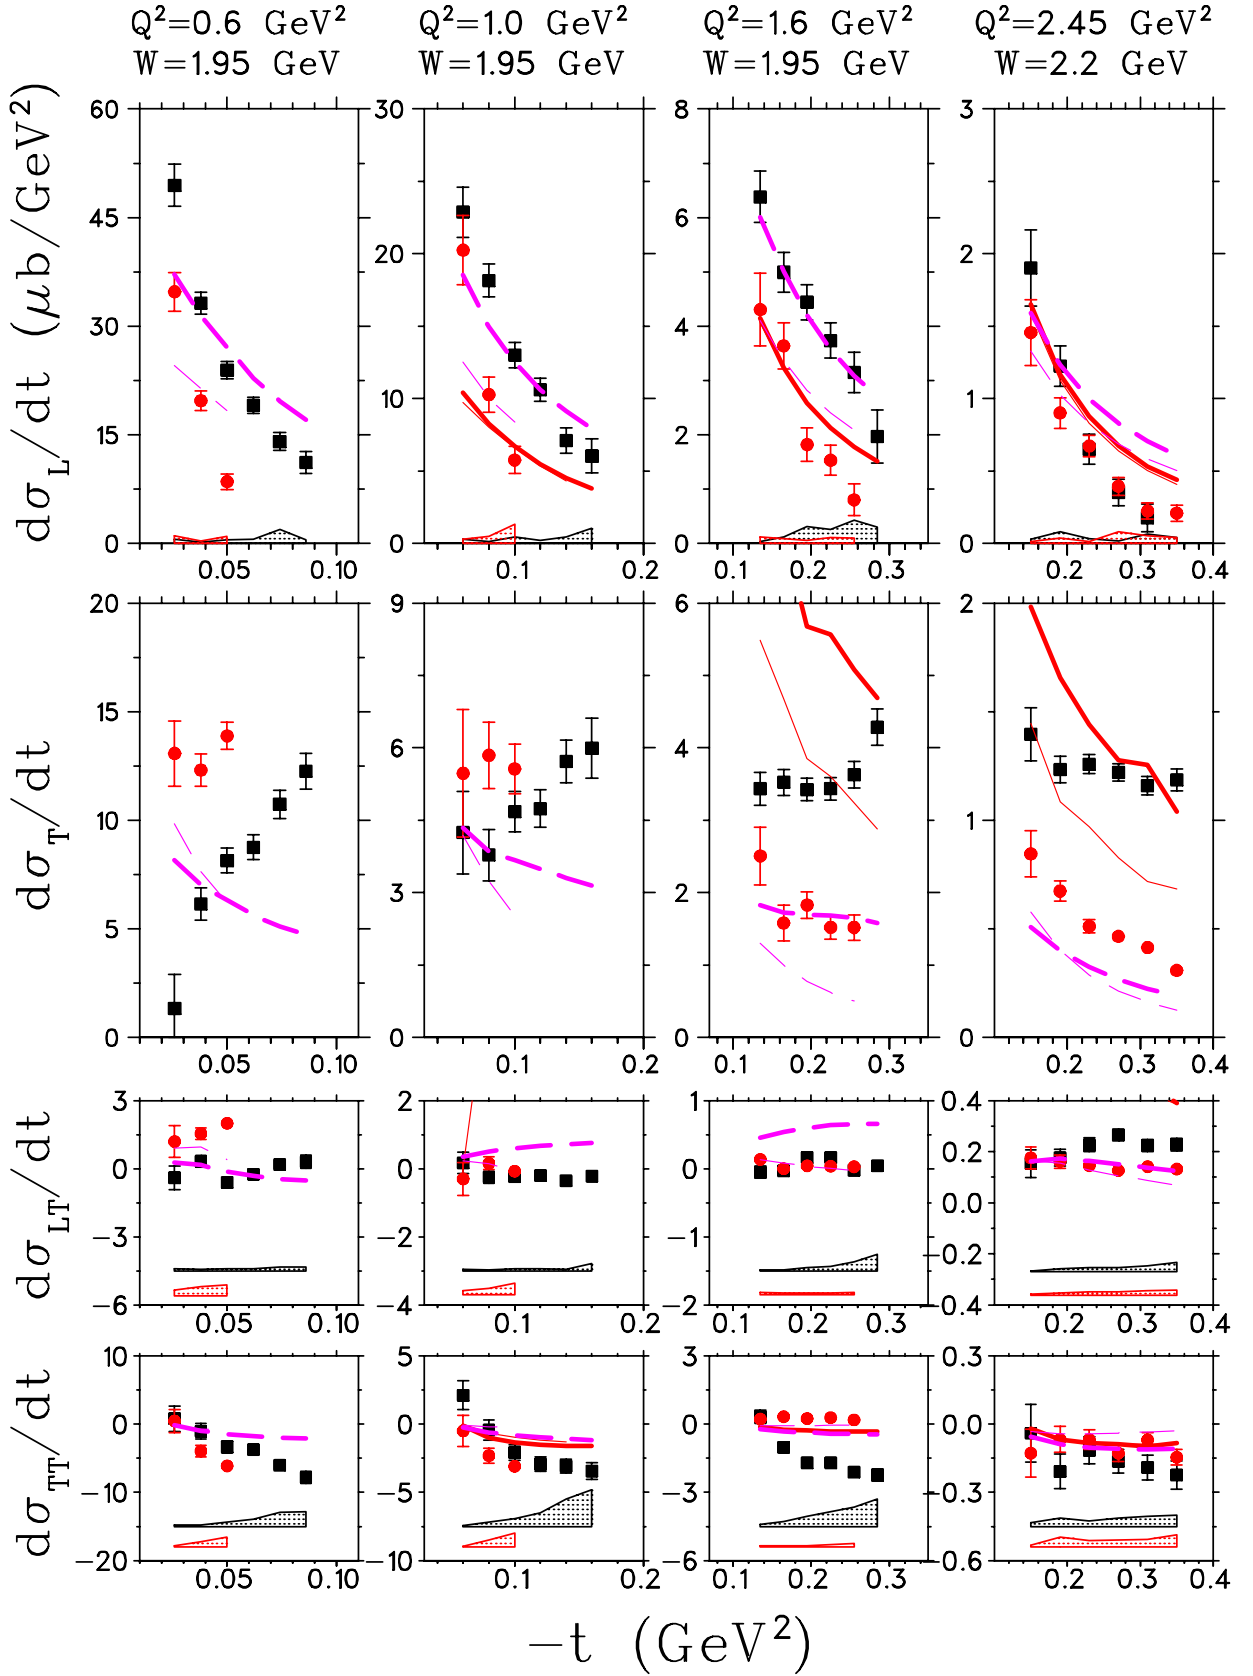 Q²=0.6 GeV² Q²=1.0 GeV² Q²=1.6 GeV² Q²=2.45 GeV²
W=1.95 GeV W=1.95 GeV W=1.95 GeV W=2.2 GeV
dσ_L/dt (μb/GeV²)
60 30 8 3
45 20 6 2
30 10 4 1
15 2
0 0 0 0
0.05 0.10 0.1 0.2 0.1 0.2 0.3 0.2 0.3 0.4
dσ_T/dt
20 9 6 2
15 6 4 1
10 3 2
5
0 0 0 0
0.05 0.10 0.1 0.2 0.1 0.2 0.3 0.2 0.3 0.4
dσ_LT/dt
3 2 1 0.4
0 0 0 0.2
−3 −2 −1 0.0
−6 −4 −2 −0.2
−0.4
0.05 0.10 0.1 0.2 0.1 0.2 0.3 0.2 0.3 0.4
dσ_TT/dt
10 5 3 0.3
0 0 0 −0.0
−10 −5 −3 −0.3
−20 −10 −6 −0.6
0.05 0.10 0.1 0.2 0.1 0.2 0.3 0.2 0.3 0.4
−t (GeV²)